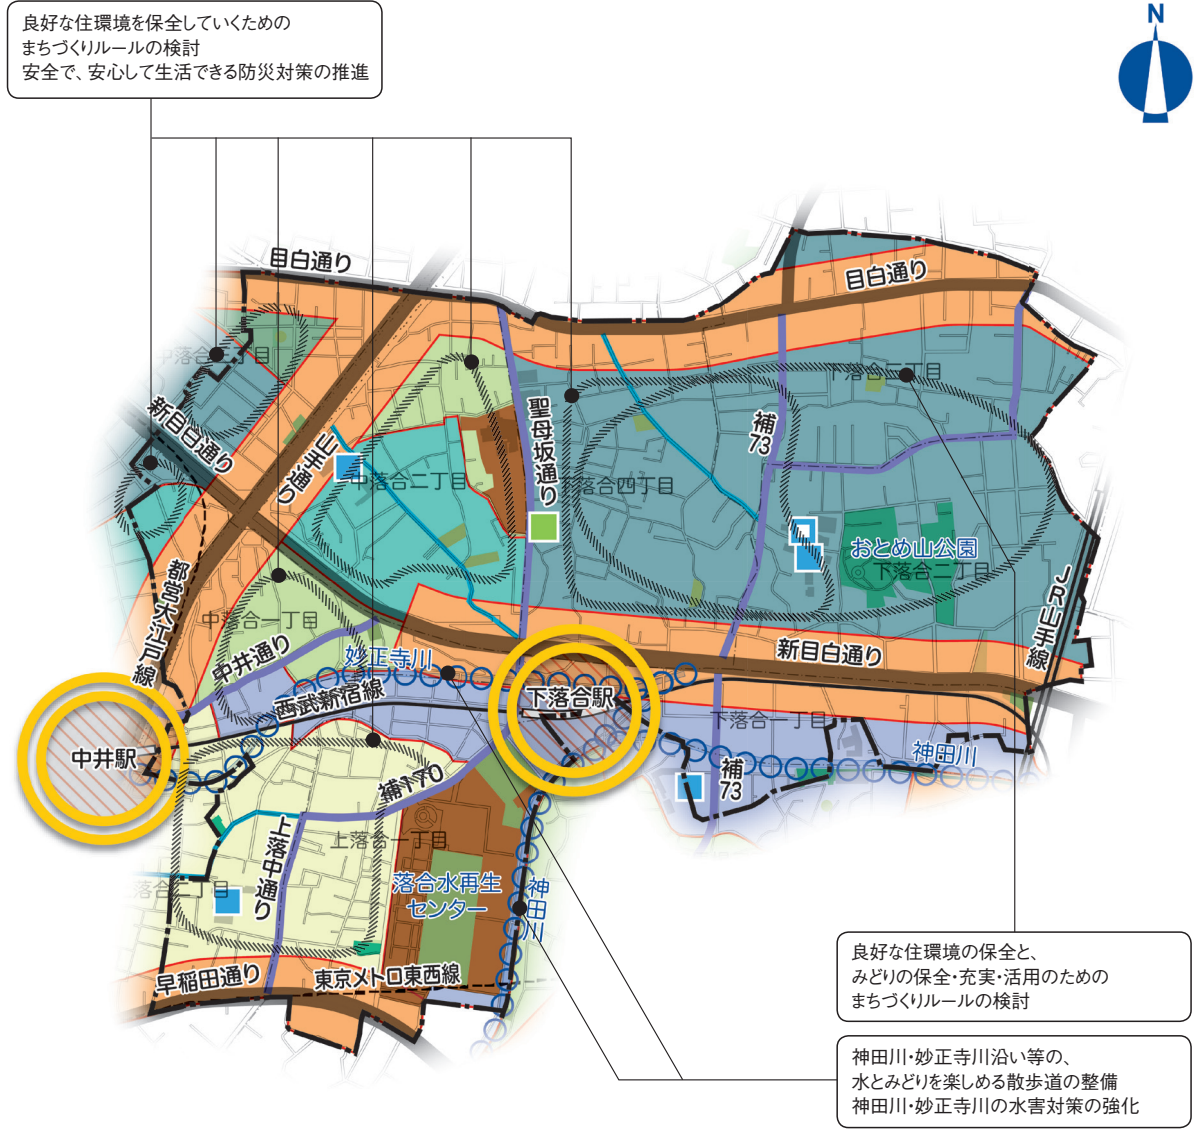 良好な住環境を保全していくための
まちづくりルールの検討
安全で、安心して生活できる防災対策の推進
N
目白通り
目白通り
中落合三丁目
下落合三丁目
新目白通り
山手通り
聖母坂通り
補73
中落合二丁目
下落合四丁目
おとめ山公園
下落合二丁目
都営大江戸線
JR山手線
中落合一丁目
中井通り
妙正寺川
新目白通り
西武新宿線
下落合駅
下落合一丁目
中井駅
神田川
補170
補73
上落中通り
上落合一丁目
落合二丁目
落合水再生
センター
神田川
早稲田通り
東京メトロ東西線
良好な住環境の保全と、
みどりの保全・充実・活用のための
まちづくりルールの検討
神田川・妙正寺川沿い等の、
水とみどりを楽しめる散歩道の整備
神田川・妙正寺川の水害対策の強化